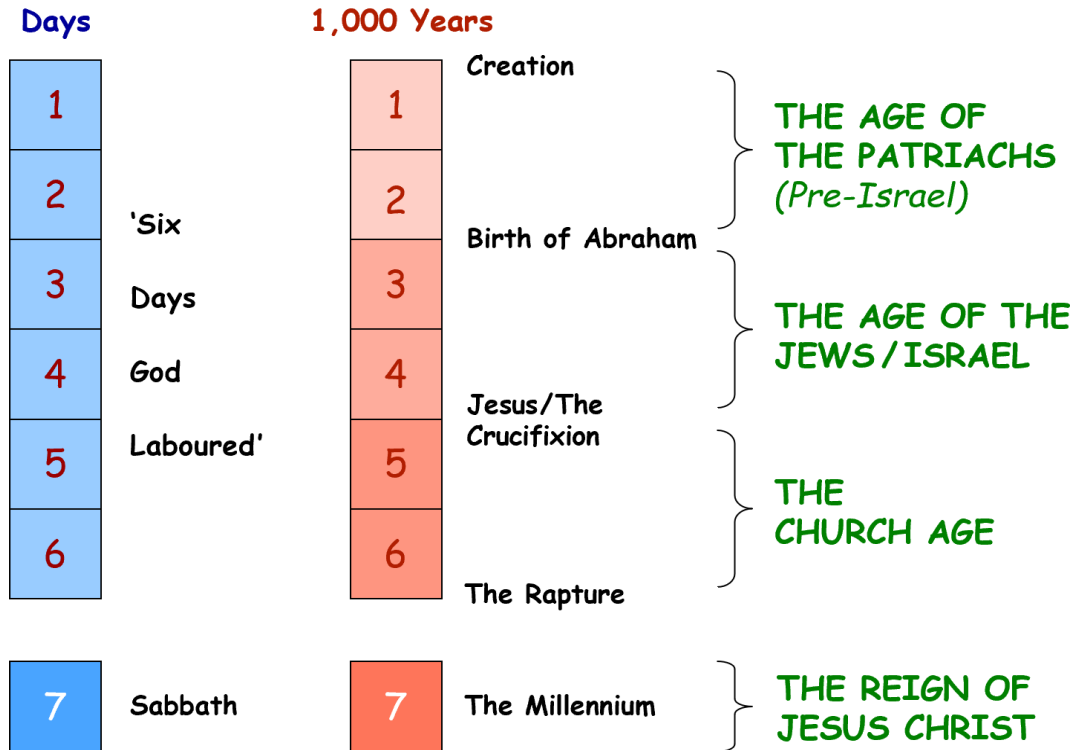 Days
1
2
3
4
5
6
7
'Six
Days
God
Laboured'
Sabbath
1,000 Years
1
2
3
4
5
6
7
Creation
Birth of Abraham
Jesus/The
Crucifixion
The Rapture
The Millennium
THE AGE OF
THE PATRIACHS
(Pre-Israel)
THE AGE OF THE
JEWS/ISRAEL
THE
CHURCH AGE
THE REIGN OF
JESUS CHRIST